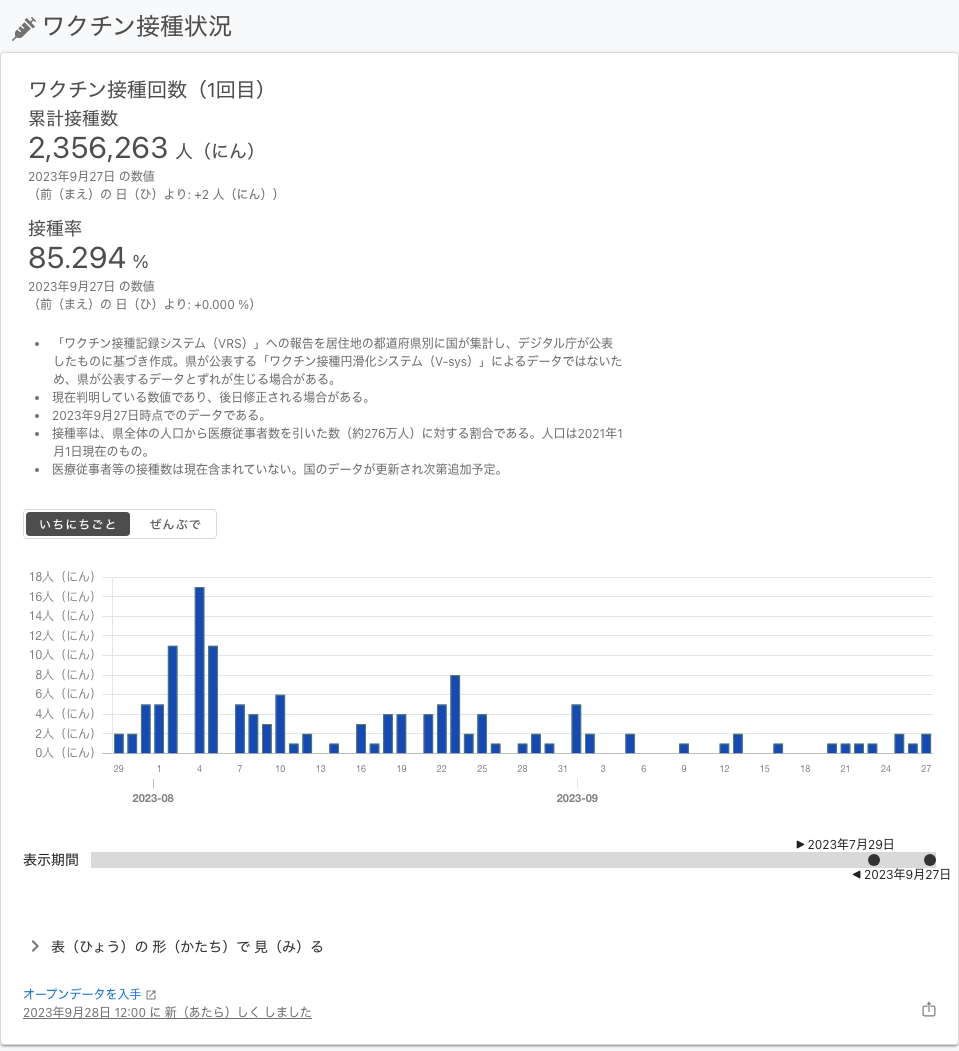 ワクチン接種状況
ワクチン接種回数（1回目）
累計接種数
2,356,263 人（にん）
2023年9月27日 の数値
（前（まえ）の 日（ひ）より: +2 人（にん））
接種率
85.294 %
2023年9月27日 の数値
（前（まえ）の 日（ひ）より: +0.000 %）
• 「ワクチン接種記録システム（VRS）」への報告を居住地の都道府県別に国が集計し、デジタル庁が公表
したものに基づき作成。県が公表する「ワクチン接種円滑化システム（V-sys）」によるデータではないた
め、県が公表するデータとずれが生じる場合がある。
• 現在判明している数値であり、後日修正される場合がある。
• 2023年9月27日時点でのデータである。
• 接種率は、県全体の人口から医療従事者数を引いた数（約276万人）に対する割合である。人口は2021年1
月1日現在のもの。
• 医療従事者等の接種数は現在含まれていない。国のデータが更新され次第追加予定。
いちにちごと ぜんぶで
18人（にん）
16人（にん）
14人（にん）
12人（にん）
10人（にん）
8人（にん）
6人（にん）
4人（にん）
2人（にん）
0人（にん）
29 1 4 7 10 13 16 19 22 25 28 31 3 6 9 12 15 18 21 24 27
2023-08 2023-09
▶ 2023年7月29日
表示期間
◀ 2023年9月27日
表（ひょう）の 形（かたち）で 見（み）る
オープンデータを入手
2023年9月28日 12:00 に 新（あたら）しく しました